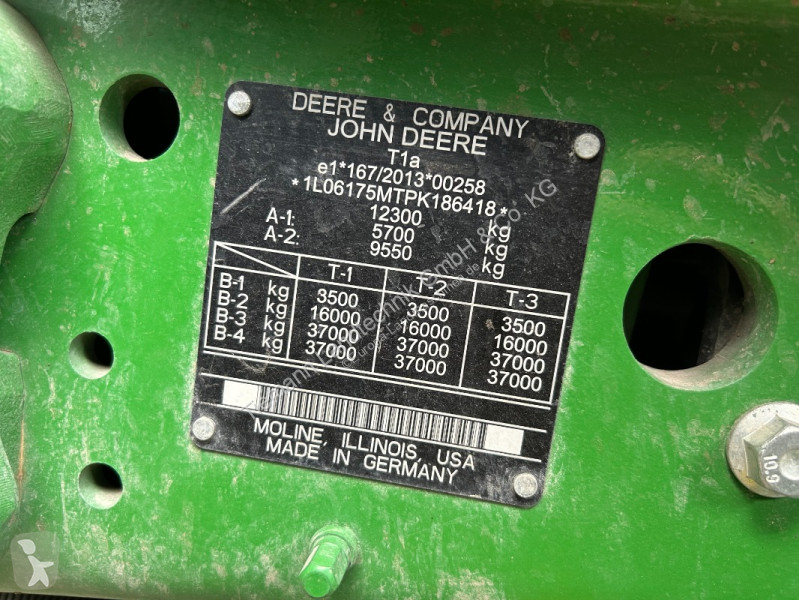 DEERE & COMPANY
JOHN DEERE
T1a
e1*167/2013*00258
*1L06175MTPK186418*
12300 kg
A-1: 5700 kg
A-2: 9550 kg
T-1 T-2 T-3
B-1 kg 3500 3500 3500
B-2 kg 16000 16000 16000
B-3 kg 37000 37000 37000
B-4 kg 37000 37000 37000
MOLINE, ILLINOIS, USA
MADE IN GERMANY
10.9